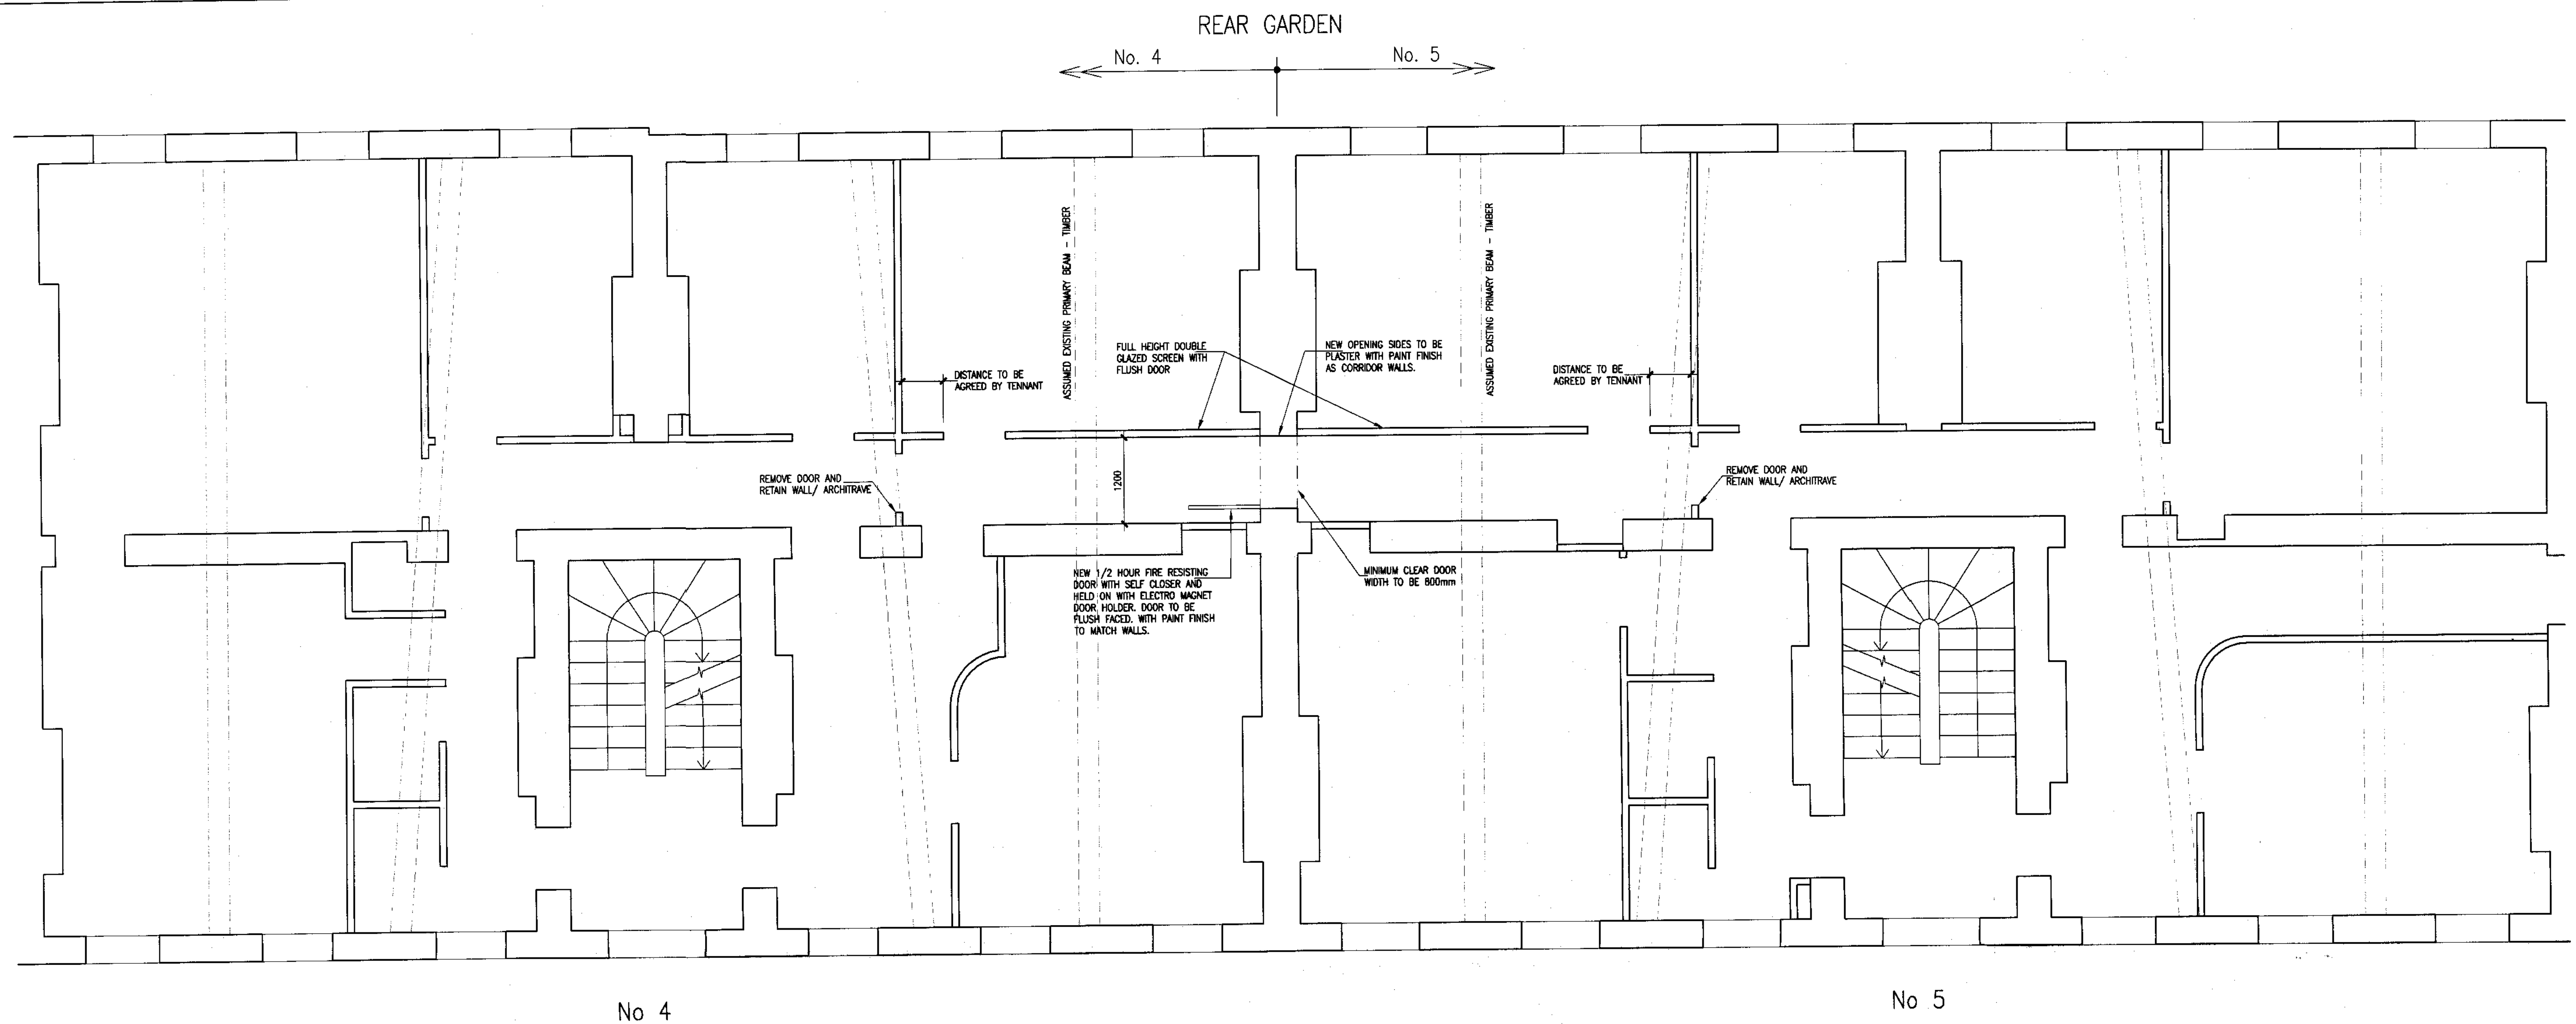 REAR GARDEN
No. 4
No. 5
ASSUMED EXISTING PRIMARY BEAM - TIMBER
ASSUMED EXISTING PRIMARY BEAM - TIMBER
FULL HEIGHT DOUBLE
GLAZED SCREEN WITH
FLUSH DOOR
NEW OPENING SIDES TO BE
PLASTER WITH PAINT FINISH
AS CORRIDOR WALLS.
DISTANCE TO BE
AGREED BY TENNANT
DISTANCE TO BE
AGREED BY TENNANT
REMOVE DOOR AND
RETAIN WALL/ ARCHITRAVE
1200
REMOVE DOOR AND
RETAIN WALL/ ARCHITRAVE
NEW 1/2 HOUR FIRE RESISTING
DOOR WITH SELF CLOSER AND
HELD ON WITH ELECTRO MAGNET
DOOR HOLDER. DOOR TO BE
FLUSH FACED. WITH PAINT FINISH
TO MATCH WALLS.
MINIMUM CLEAR DOOR
WIDTH TO BE 800mm
No 4
No 5